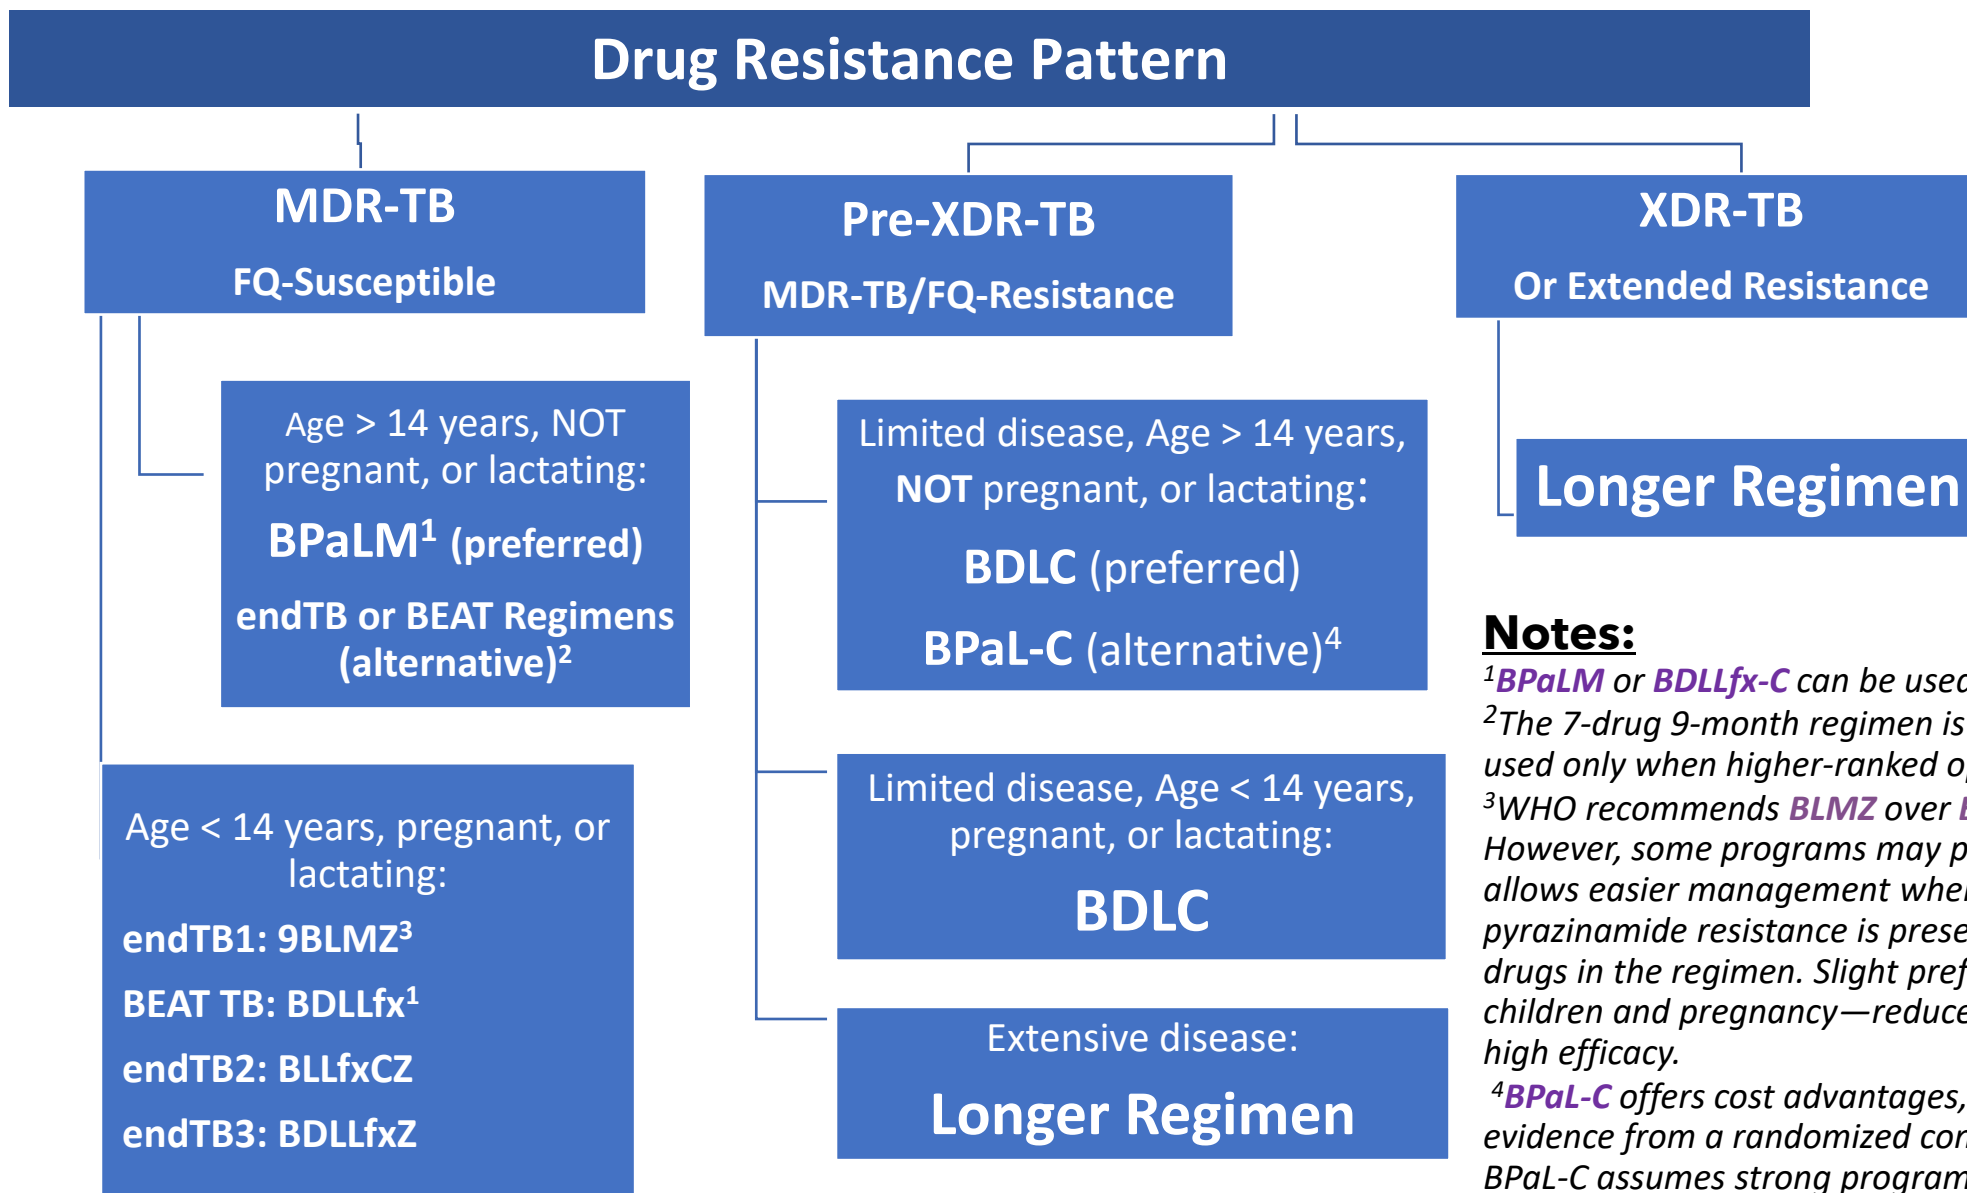 Drug Resistance Pattern
MDR-TB
FQ-Susceptible
Age > 14 years, NOT
pregnant, or lactating:
BPaLM¹ (preferred)
endTB or BEAT Regimens
(alternative)²
Age < 14 years, pregnant, or
lactating:
endTB1: 9BLMZ³
BEAT TB: BDLLfx¹
endTB2: BLLfxCZ
endTB3: BDLLfxZ
Pre-XDR-TB
MDR-TB/FQ-Resistance
Limited disease, Age > 14 years,
NOT pregnant, or lactating:
BDLC (preferred)
BPaL-C (alternative)⁴
Limited disease, Age < 14 years,
pregnant, or lactating:
BDLC
Extensive disease:
Longer Regimen
XDR-TB
Or Extended Resistance
Longer Regimen
Notes:
¹BPaLM or BDLLfx-C can be used
²The 7-drug 9-month regimen is
used only when higher-ranked
³WHO recommends BLMZ over
However, some programs may
allows easier management
pyrazinamide resistance is
drugs in the regimen. Slight
children and pregnancy—
high efficacy.
⁴BPaL-C offers cost advantages,
evidence from a randomized
BPaL-C assumes strong